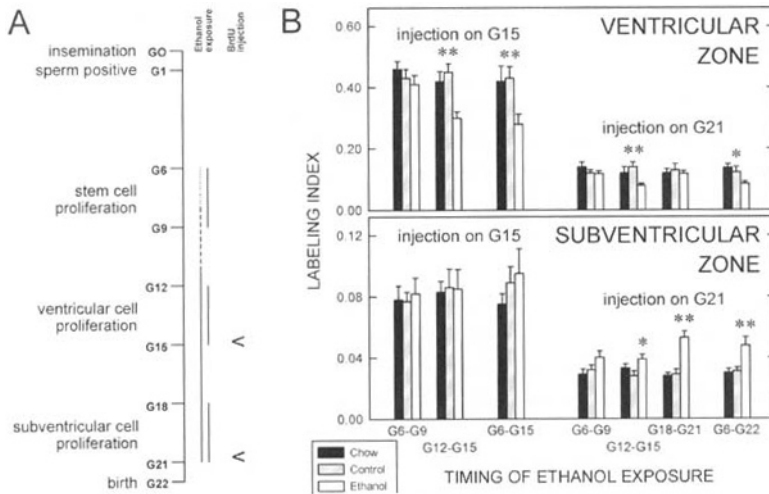 A
Ethanol exposure
BrdU injection
insemination G0
sperm positive G1
G6
stem cell
proliferation
G9
G12
ventricular cell
proliferation
G15
<
G18
subventricular cell
proliferation
G21
<
birth G22
B
LABELING INDEX
0.60
0.40
0.20
0.00
injection on G15
** **
VENTRICULAR
ZONE
injection on G21
** *
0.12
0.08
0.04
0.00
injection on G15
SUBVENTRICULAR
ZONE
injection on G21
* ** **
G6-G9 G6-G15 G6-G9 G18-G21 G6-G22
G12-G15 G12-G15
Chow
Control
Ethanol
TIMING OF ETHANOL EXPOSURE